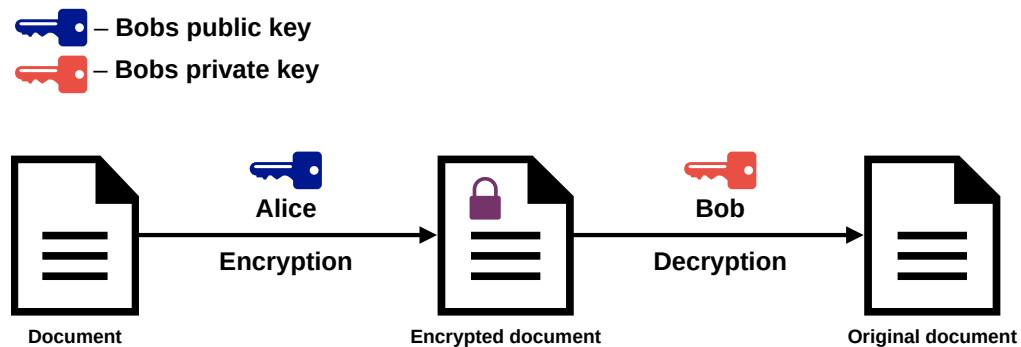 – Bobs public key
– Bobs private key
Alice
Encryption
Bob
Decryption
Document
Encrypted document
Original document